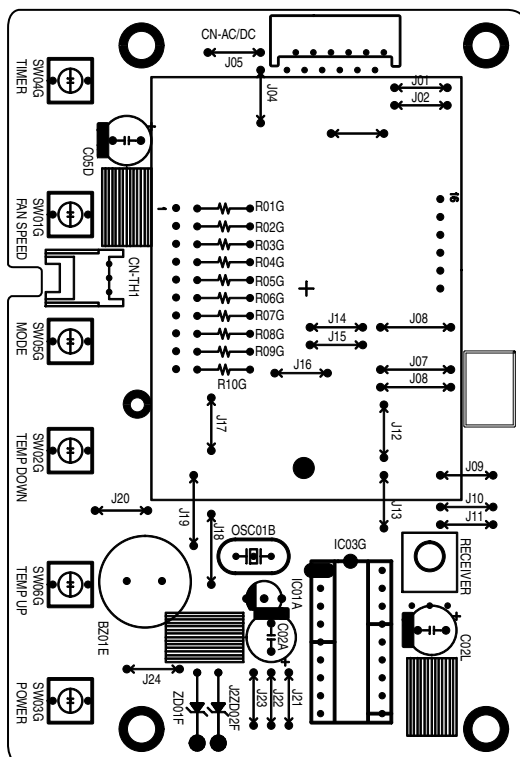 CN-AC/DC
J05
J04
J01
J02
SW04G
TIMER
C05D
+
1
16
R01G
R02G
R03G
R04G
R05G
R06G
R07G
R08G
R09G
R10G
SW01G
FAN SPEED
CN-TH1
SW05G
MODE
J14
J15
J16
J08
J07
J08
J17
J12
SW02G
TEMP DOWN
J19
J18
J13
J09
J10
J11
J20
OSC01B
IC03G
RECEIVER
SW06G
TEMP UP
BZ01E
IC01A
C02A
+
C02L
+
J24
SW03G
POWER
ZD01F
J2ZD02F
J23
J22
J21